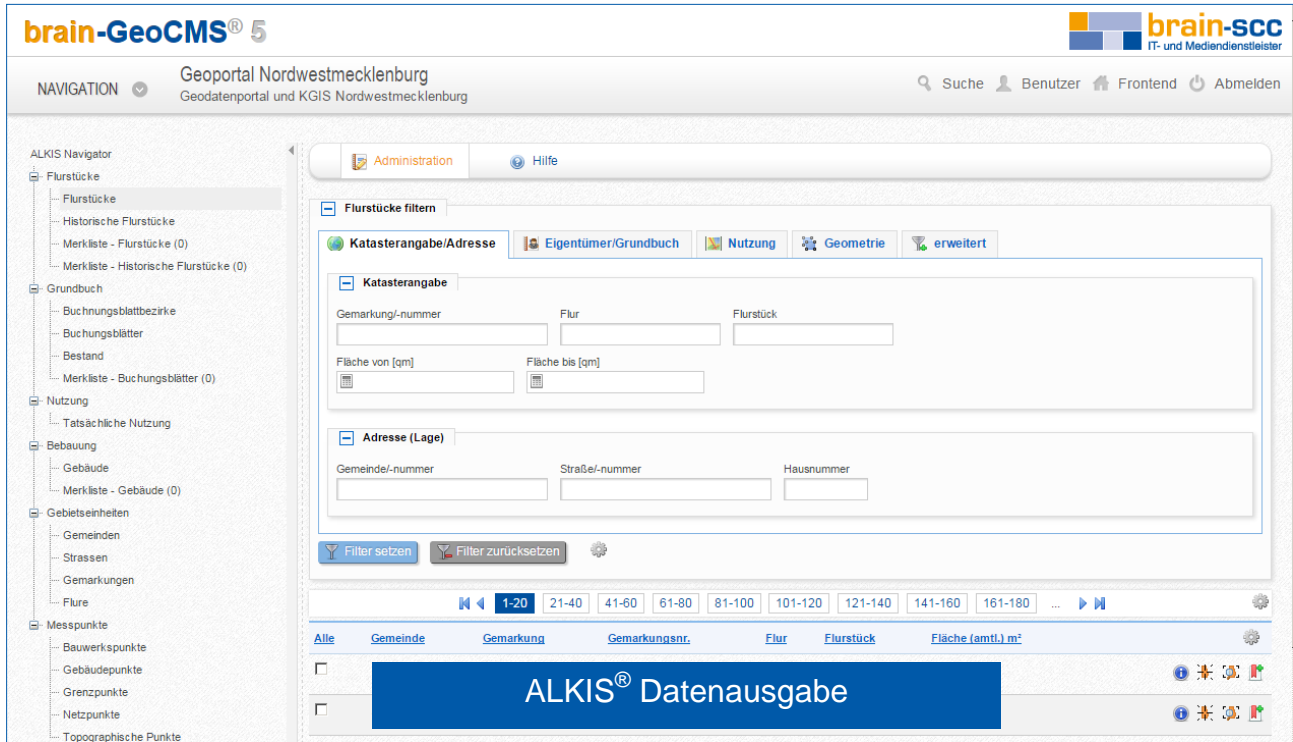 brain-GeoCMS® 5
brain-scc
IT- und Mediendienstleister
NAVIGATION
Geoportal Nordwestmecklenburg
Geodatenportal und KGIS Nordwestmecklenburg
Suche Benutzer Frontend Abmelden
ALKIS Navigator
Flurstücke
Flurstücke
Historische Flurstücke
Merkliste - Flurstücke (0)
Merkliste - Historische Flurstücke (0)
Grundbuch
Buchnungsblattbezirke
Buchungsblätter
Bestand
Merkliste - Buchungsblätter (0)
Nutzung
Tatsächliche Nutzung
Bebauung
Gebäude
Merkliste - Gebäude (0)
Gebietseinheiten
Gemeinden
Strassen
Gemarkungen
Flure
Messpunkte
Bauwerkspunkte
Gebäudepunkte
Grenzpunkte
Netzpunkte
Topographische Punkte
Administration Hilfe
Flurstücke filtern
Katasterangabe/Adresse Eigentümer/Grundbuch Nutzung Geometrie erweitert
Katasterangabe
Gemarkung/-nummer Flur Flurstück
Fläche von [qm] Fläche bis [qm]
Adresse (Lage)
Gemeinde/-nummer Straße/-nummer Hausnummer
Filter setzen Filter zurücksetzen
1-20 21-40 41-60 61-80 81-100 101-120 121-140 141-160 161-180 ...
Alle Gemeinde Gemarkung Gemarkungsnr. Flur Flurstück Fläche (amtl.) m²
ALKIS® Datenausgabe